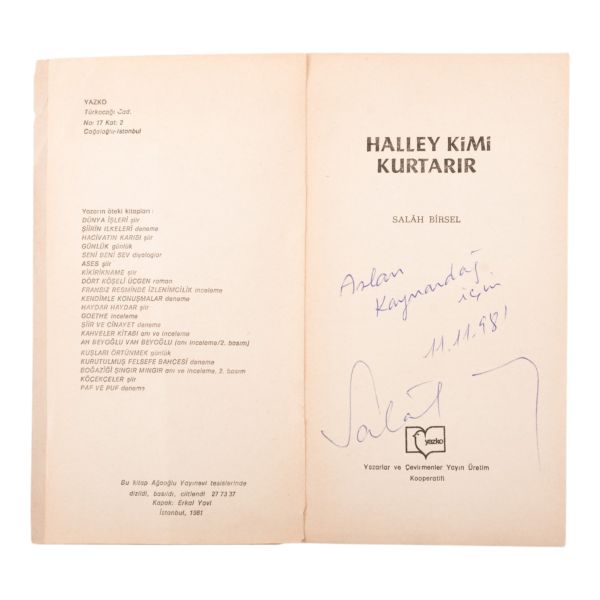 YAZKO
Türkocağı Cad.
No: 17 Kat: 2
Cağaloğlu-İstanbul
Yazarın öteki kitapları :
DÜNYA İŞLERİ şiir
ŞİİRİN İLKELERİ deneme
HACİVATIN KARISI şiir
GÜNLÜK günlük
SENİ BENİ SEV diyaloglar
ASES şiir
KİKİRİKNAME şiir
DÖRT KÖŞELİ ÜÇGEN roman
FRANSIZ RESMİNDE İZLENİMCİLİK inceleme
KENDİMLE KONUŞMALAR deneme
HAYDAR HAYDAR şiir
GOETHE inceleme
ŞİİR VE CİNAYET deneme
KAHVELER KİTABI anı ve inceleme
AH BEYOĞLU VAH BEYOĞLU (anı inceleme/2. basım)
KUŞLARI ÖRTÜNMEK günlük
KURUTULMUŞ FELSEFE BAHÇESİ deneme
BOĞAZİÇİ ŞINGIR MINGIR anı ve inceleme, 2. basım
KÖÇEKÇELER şiir
PAF VE PUF deneme
Bu kitap Ağaoğlu Yayınevi tesislerinde
dizildi, basıldı, ciltlendi 27 73 37
Kapak: Erkal Yavi
İstanbul, 1981
HALLEY KİMİ
KURTARIR
SALÂH BİRSEL
Aslan
Kaynardağ
için
11.11.981
Salâh
yazko
Yazarlar ve Çevirmenler Yayın Üretim
Kooperatifi